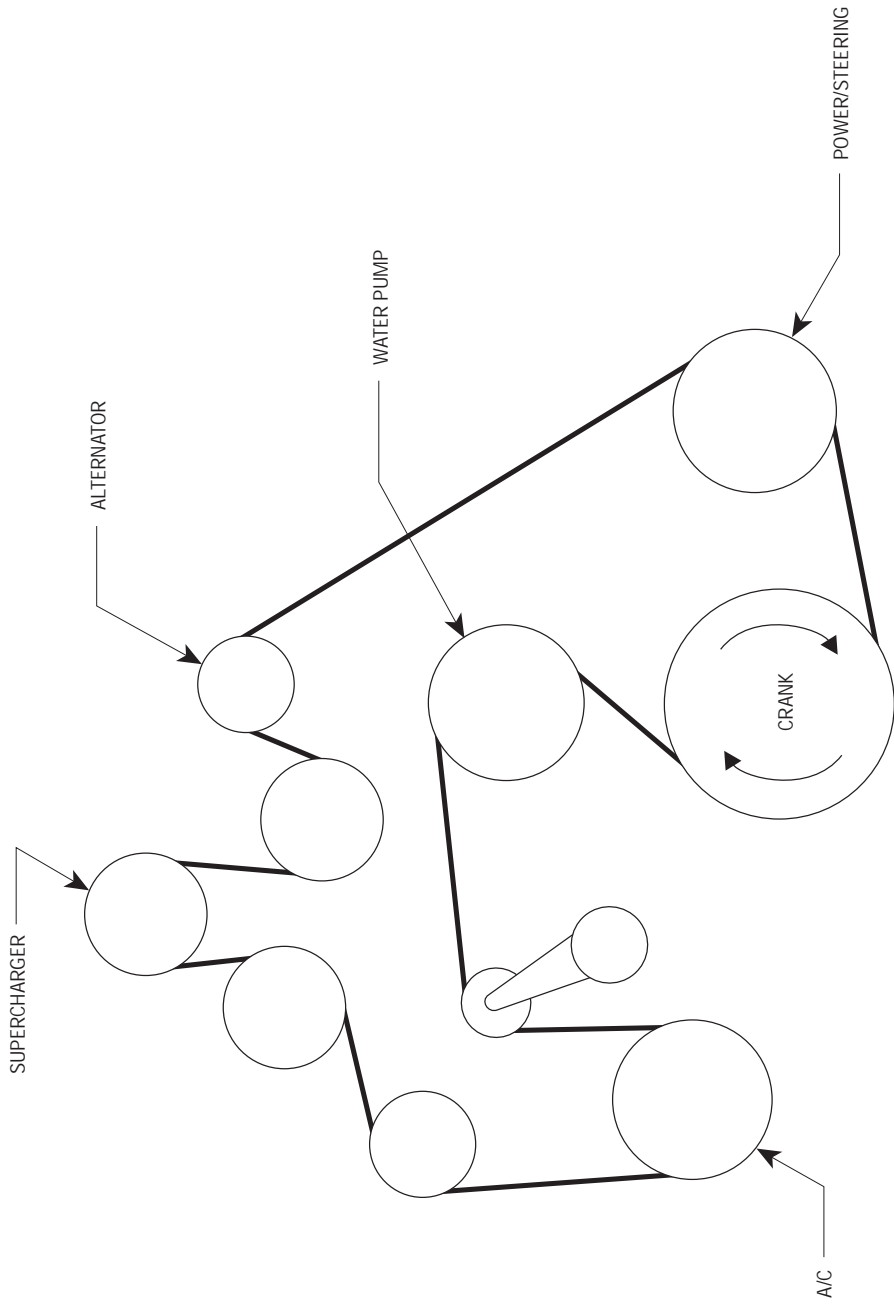 SUPERCHARGER
ALTERNATOR
WATER PUMP
POWER/STEERING
CRANK
A/C